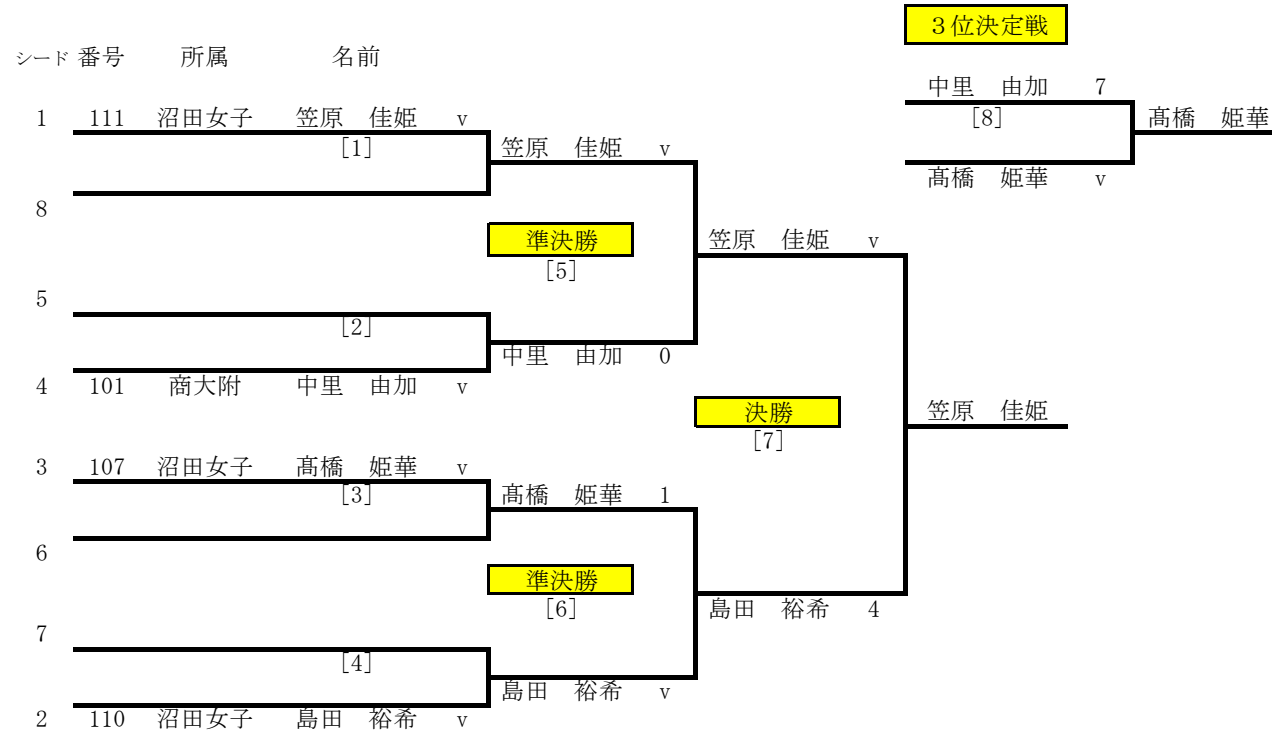 ３位決定戦
シード 番号 所属 名前
中里 由加 7
1 111 沼田女子 笠原 佳姫 v
[8]
髙橋 姫華
[1]
笠原 佳姫 v
髙橋 姫華 v
8
準決勝
笠原 佳姫 v
[5]
5
[2]
中里 由加 0
4 101 商大附 中里 由加 v
決勝
笠原 佳姫
[7]
3 107 沼田女子 髙橋 姫華 v
[3]
髙橋 姫華 1
6
準決勝
[6]
島田 裕希 4
7
[4]
島田 裕希 v
2 110 沼田女子 島田 裕希 v